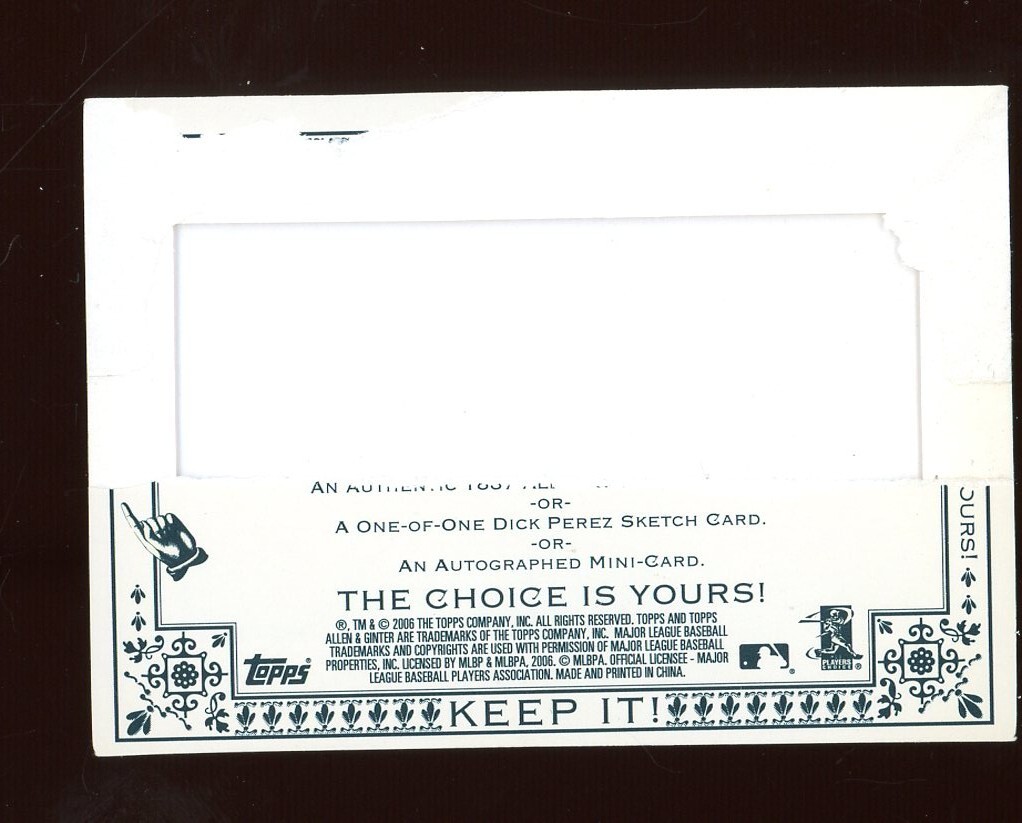 AN AUTHENTIC 1887
-OR-
A ONE-OF-ONE DICK PEREZ SKETCH CARD.
-OR-
AN AUTOGRAPHED MINI-CARD.
THE CHOICE IS YOURS!
®, TM & © 2006 THE TOPPS COMPANY, INC. ALL RIGHTS RESERVED. TOPPS AND TOPPS
ALLEN & GINTER ARE TRADEMARKS OF THE TOPPS COMPANY, INC. MAJOR LEAGUE BASEBALL
TRADEMARKS AND COPYRIGHTS ARE USED WITH PERMISSION OF MAJOR LEAGUE BASEBALL
PROPERTIES, INC. LICENSED BY MLBP & MLBPA, 2006. © MLBPA. OFFICIAL LICENSEE - MAJOR
LEAGUE BASEBALL PLAYERS ASSOCIATION. MADE AND PRINTED IN CHINA.
topps®
PLAYERS
CHOICE ®
KEEP IT!
OURS!